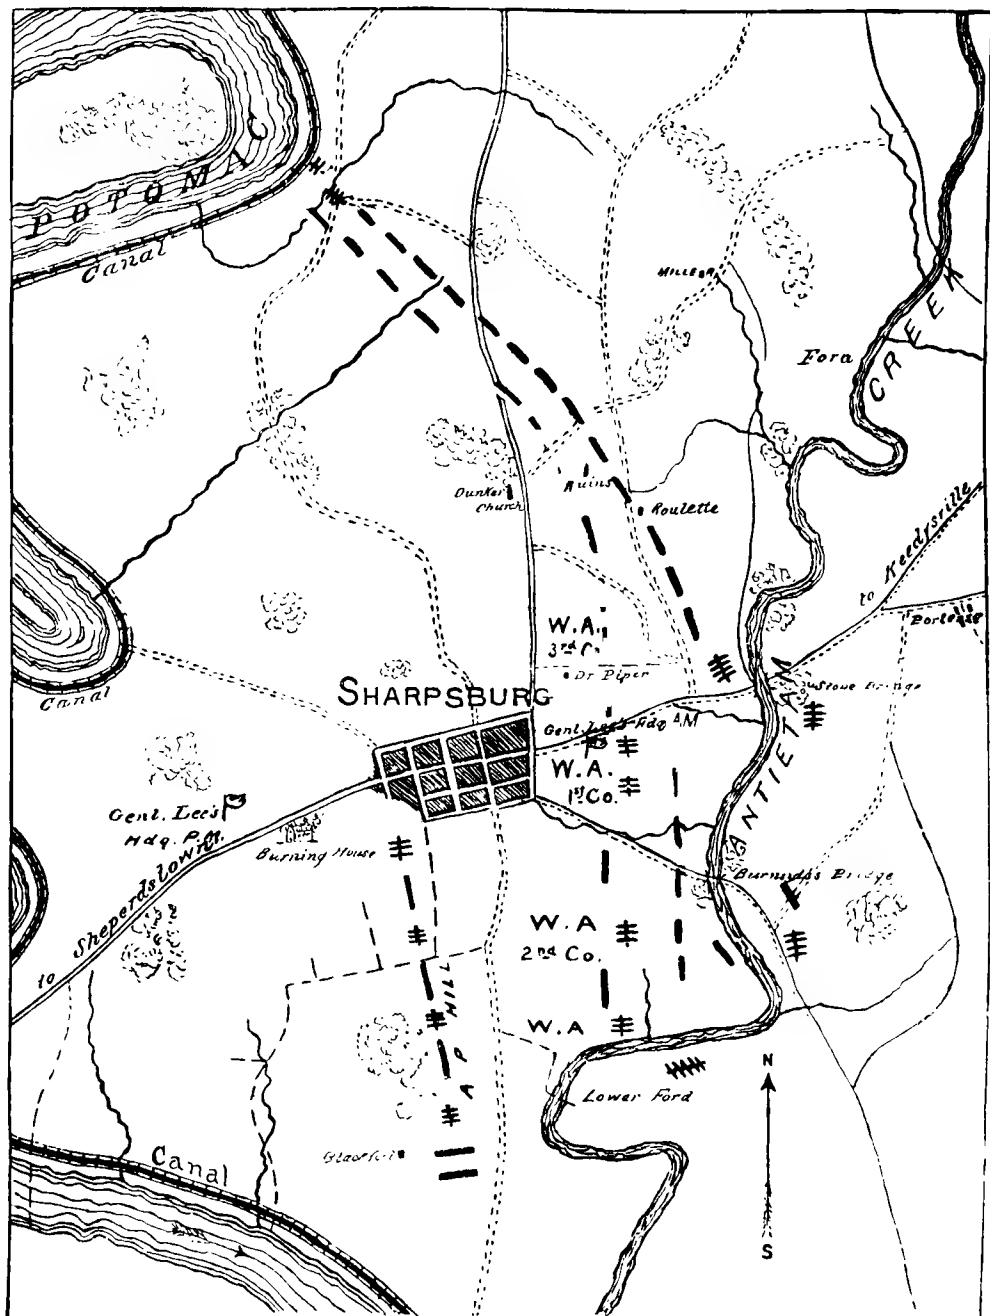 POTOMAC
Canal
MILLER
Ford
CREEK
Dunker
Church
Ruins
Roulette
to Keedysville
W.A.
3rd C.
Dr Piper
Canal
SHARPSBURG
Stone Bridge
Gent. Lee's Hdq A.M
W.A.
1st Co.
ANTIETAM
Gent. Lee's
Hdq. P.M.
Burning House
to Sheperdstown
Burnside's Bridge
W.A
2nd Co.
A P HILL
W.A
N
Lower Ford
Canal
S